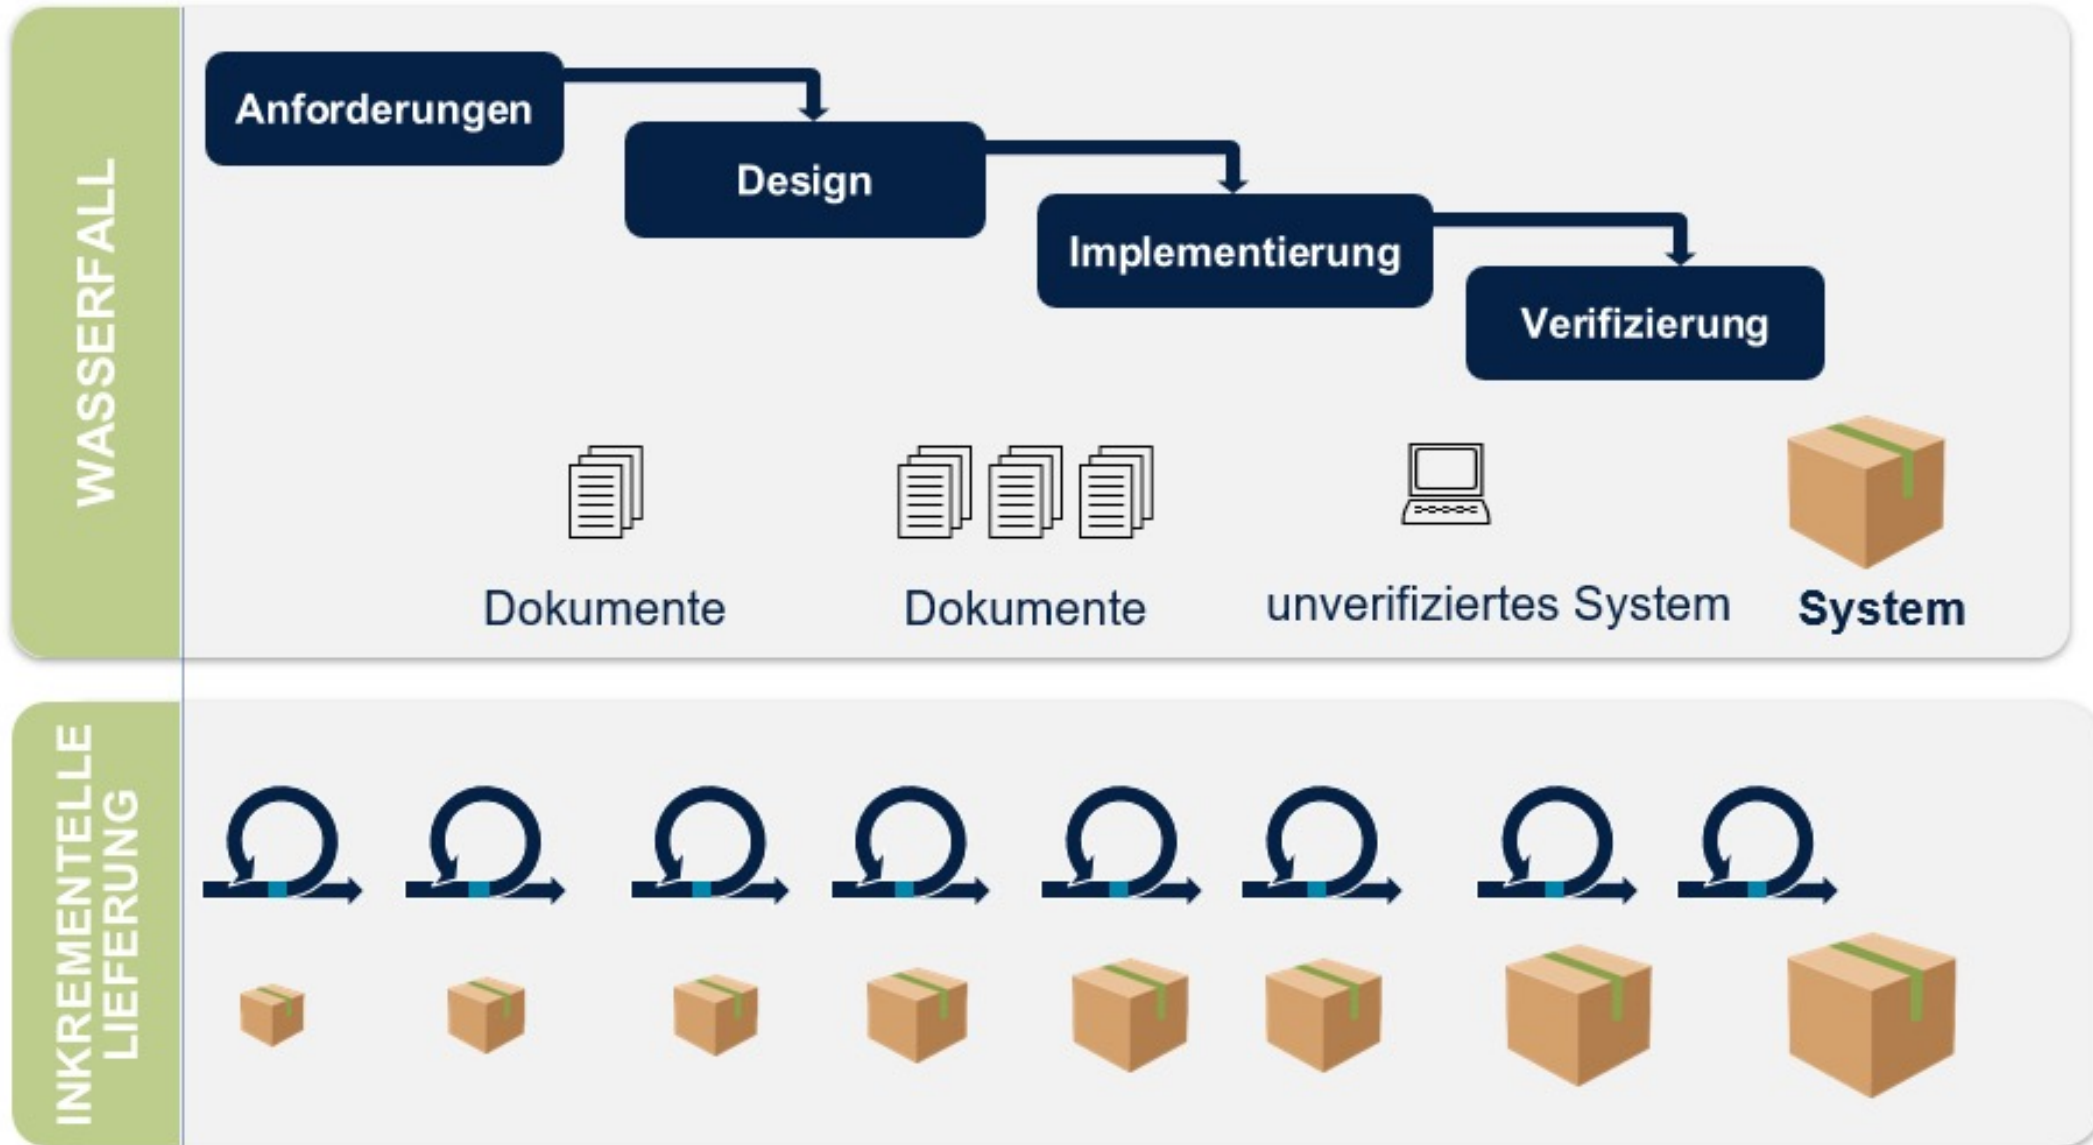 WASSERFALL
Anforderungen
Design
Implementierung
Verifizierung
Dokumente
Dokumente
unverifiziertes System
System
INKREMENTELLE
LIEFERUNG